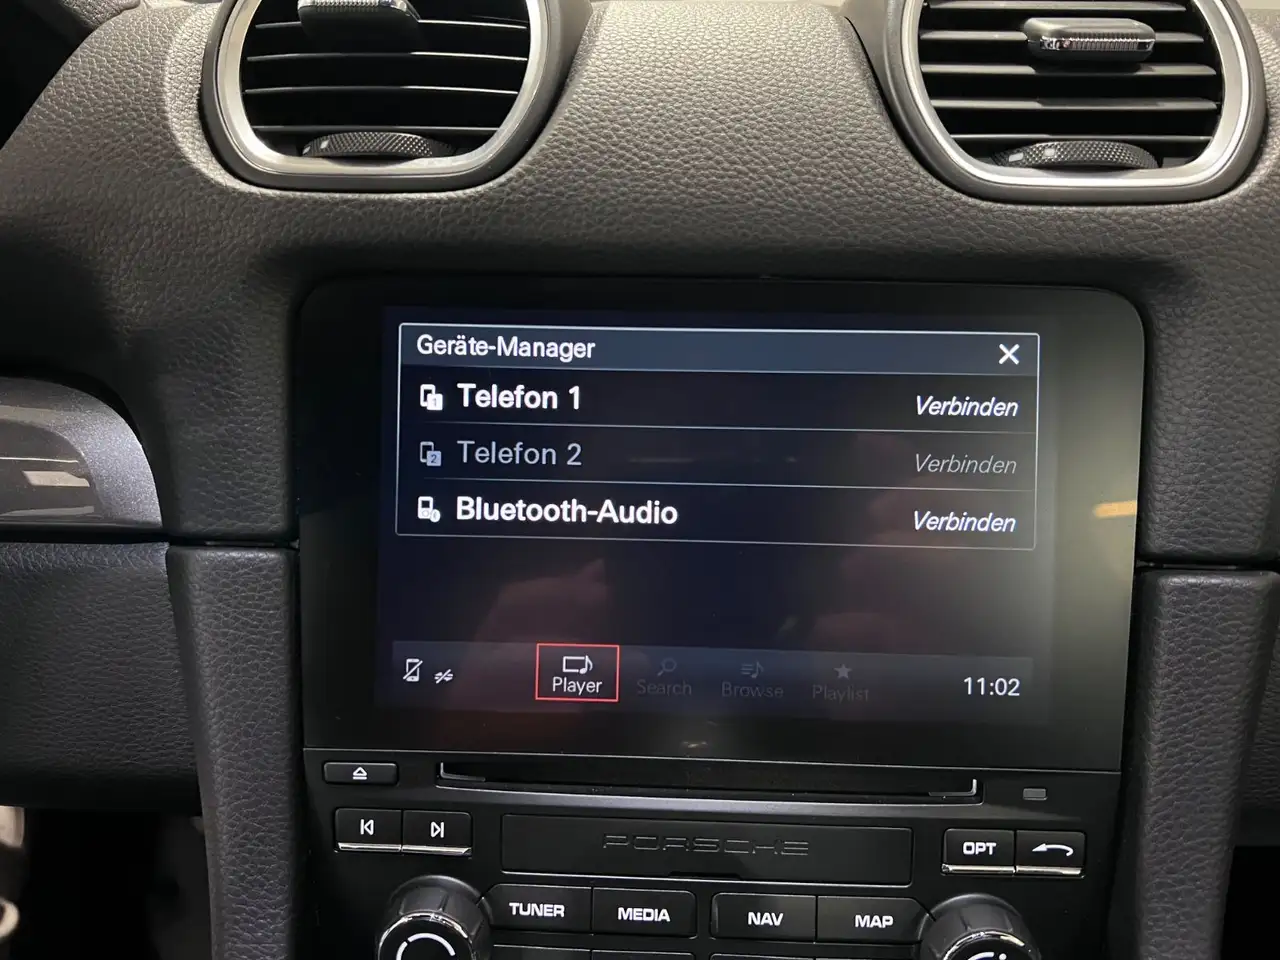 Geräte-Manager
Telefon 1 Verbinden
Telefon 2 Verbinden
Bluetooth-Audio Verbinden
Player Search Browse Playlist 11:02
PORSCHE
OPT
TUNER MEDIA NAV MAP